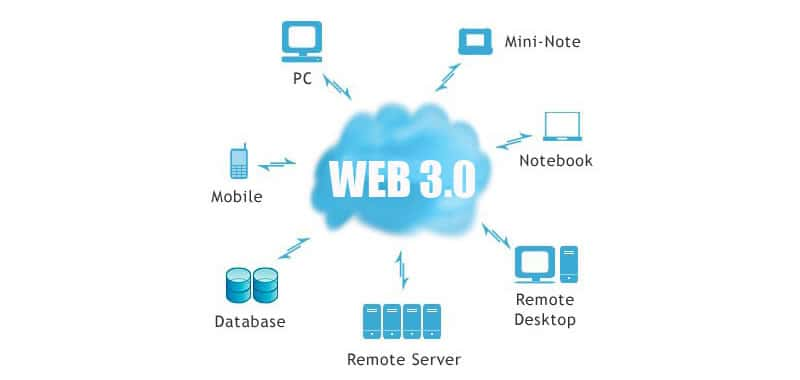 Mini-Note
PC
Notebook
WEB 3.0
Mobile
Remote
Desktop
Database
Remote Server